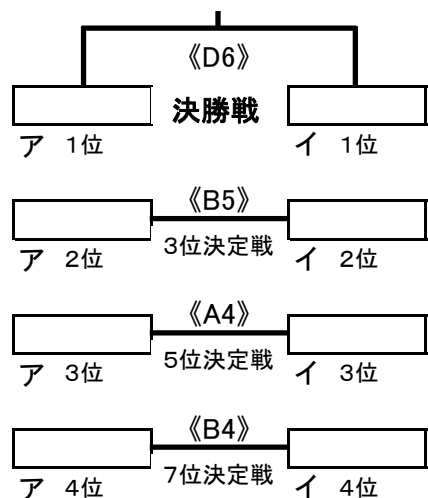 《D6》
決勝戦
ア 1位 イ 1位
《B5》
3位決定戦
ア 2位 イ 2位
《A4》
5位決定戦
ア 3位 イ 3位
《B4》
7位決定戦
ア 4位 イ 4位